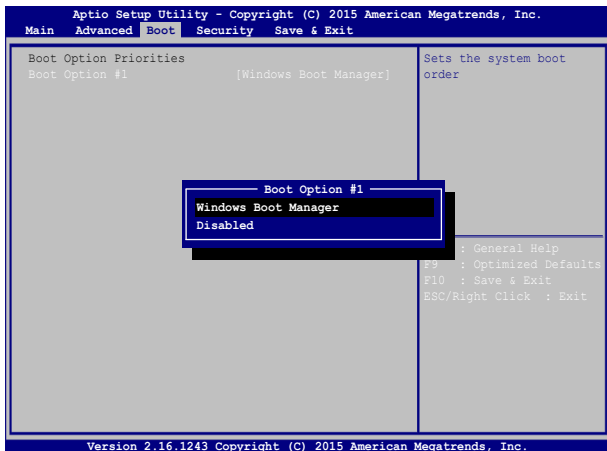 Aptio Setup Utility - Copyright (C) 2015 American Megatrends, Inc.
Main Advanced Boot Security Save & Exit
Boot Option Priorities
Boot Option #1 [Windows Boot Manager]
Sets the system boot
order
Boot Option #1
Windows Boot Manager
Disabled
: General Help
F9 : Optimized Defaults
F10 : Save & Exit
ESC/Right Click : Exit
Version 2.16.1243 Copyright (C) 2015 American Megatrends, Inc.